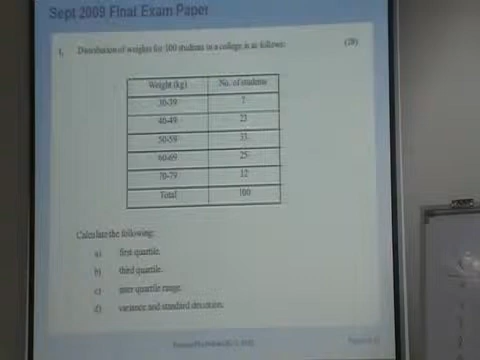 Sept 2009 Final Exam Paper
1. Distribution of weights for 100 students in a college is as follows: (20)
Weight (kg) No. of students
30-39 7
40-49 23
50-59 33
60-69 25
70-79 12
Total 100
Calculate the following:
a) first quartile.
b) third quartile.
c) inter quartile range.
d) variance and standard deviation.